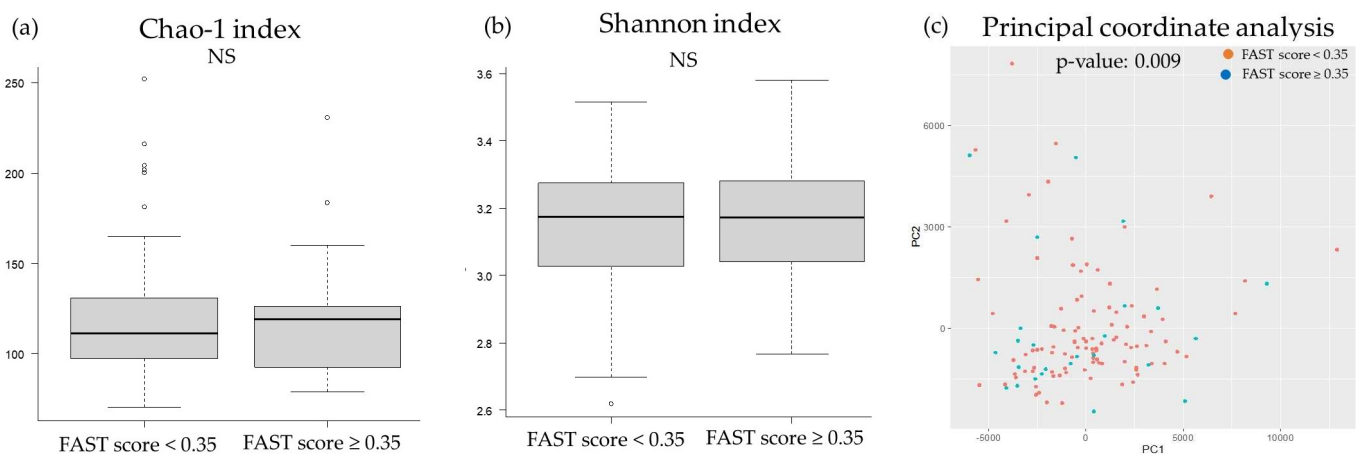 (a)
Chao-1 index
NS
250
200
150
100
FAST score < 0.35
FAST score ≥ 0.35
(b)
Shannon index
NS
3.6
3.4
3.2
3.0
2.8
2.6
FAST score < 0.35
FAST score ≥ 0.35
(c)
Principal coordinate analysis
p-value: 0.009
FAST score < 0.35
FAST score ≥ 0.35
PC2
6000
3000
0
-5000
0
5000
10000
PC1